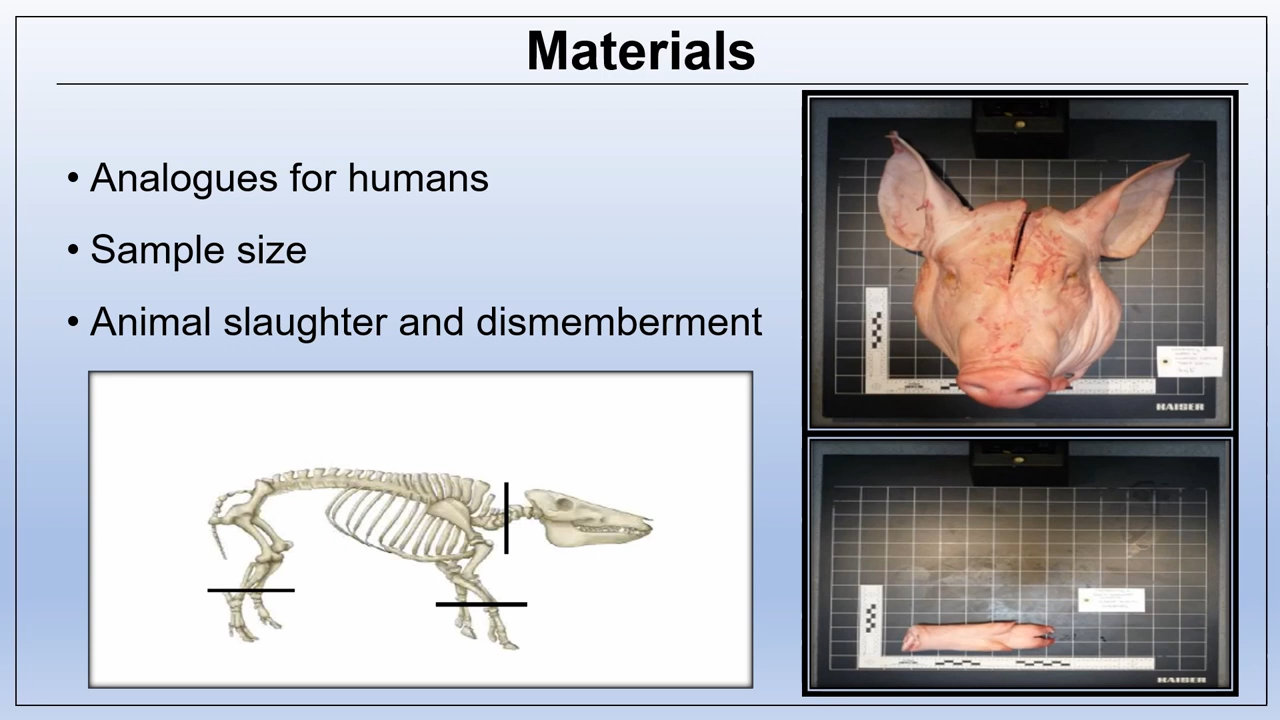 Materials
• Analogues for humans
• Sample size
• Animal slaughter and dismemberment
KAISER
KAISER